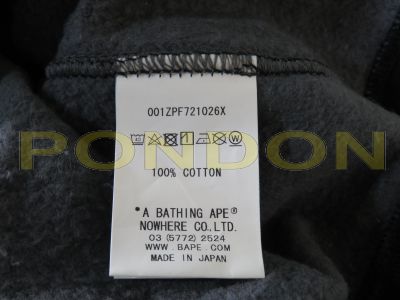 001ZPF721026X
PONDON
100% COTTON
"A BATHING APE®
NOWHERE CO.,LTD.
03 (5772) 2524
WWW.BAPE.COM
MADE IN JAPAN